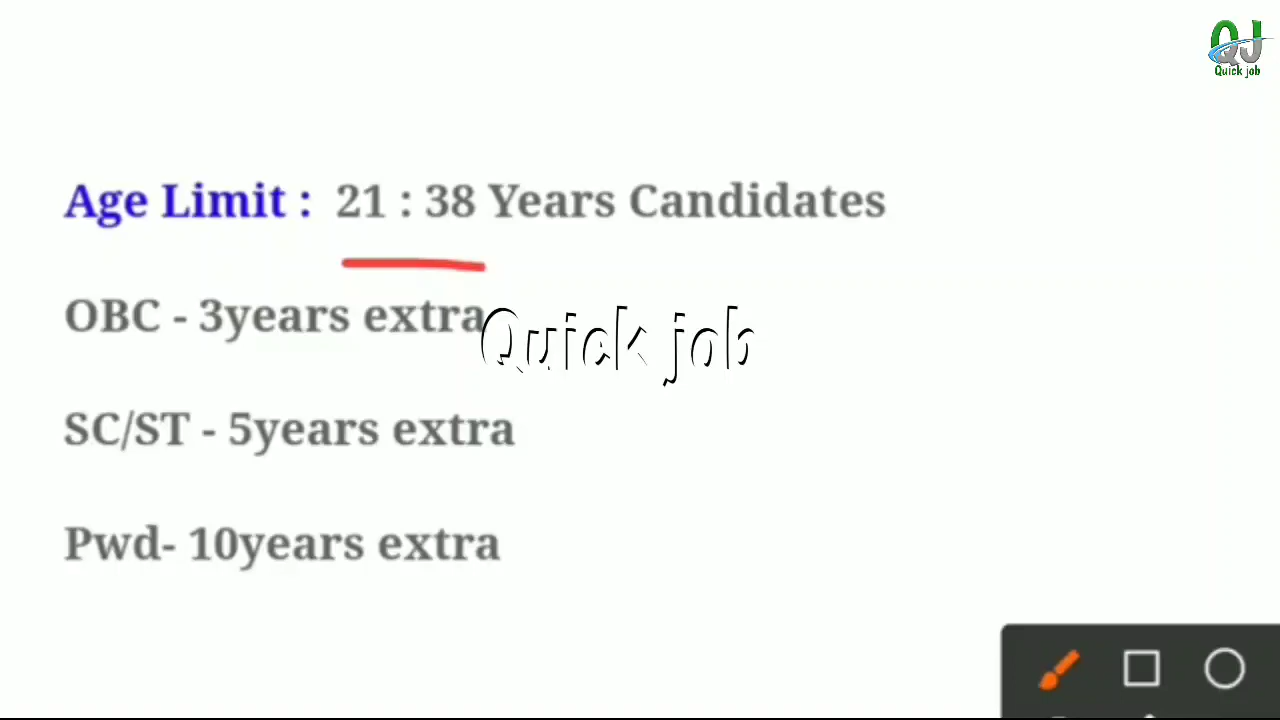 QJ
Quick job
Age Limit : 21 : 38 Years Candidates
OBC - 3years extra
Quick job
SC/ST - 5years extra
Pwd- 10years extra